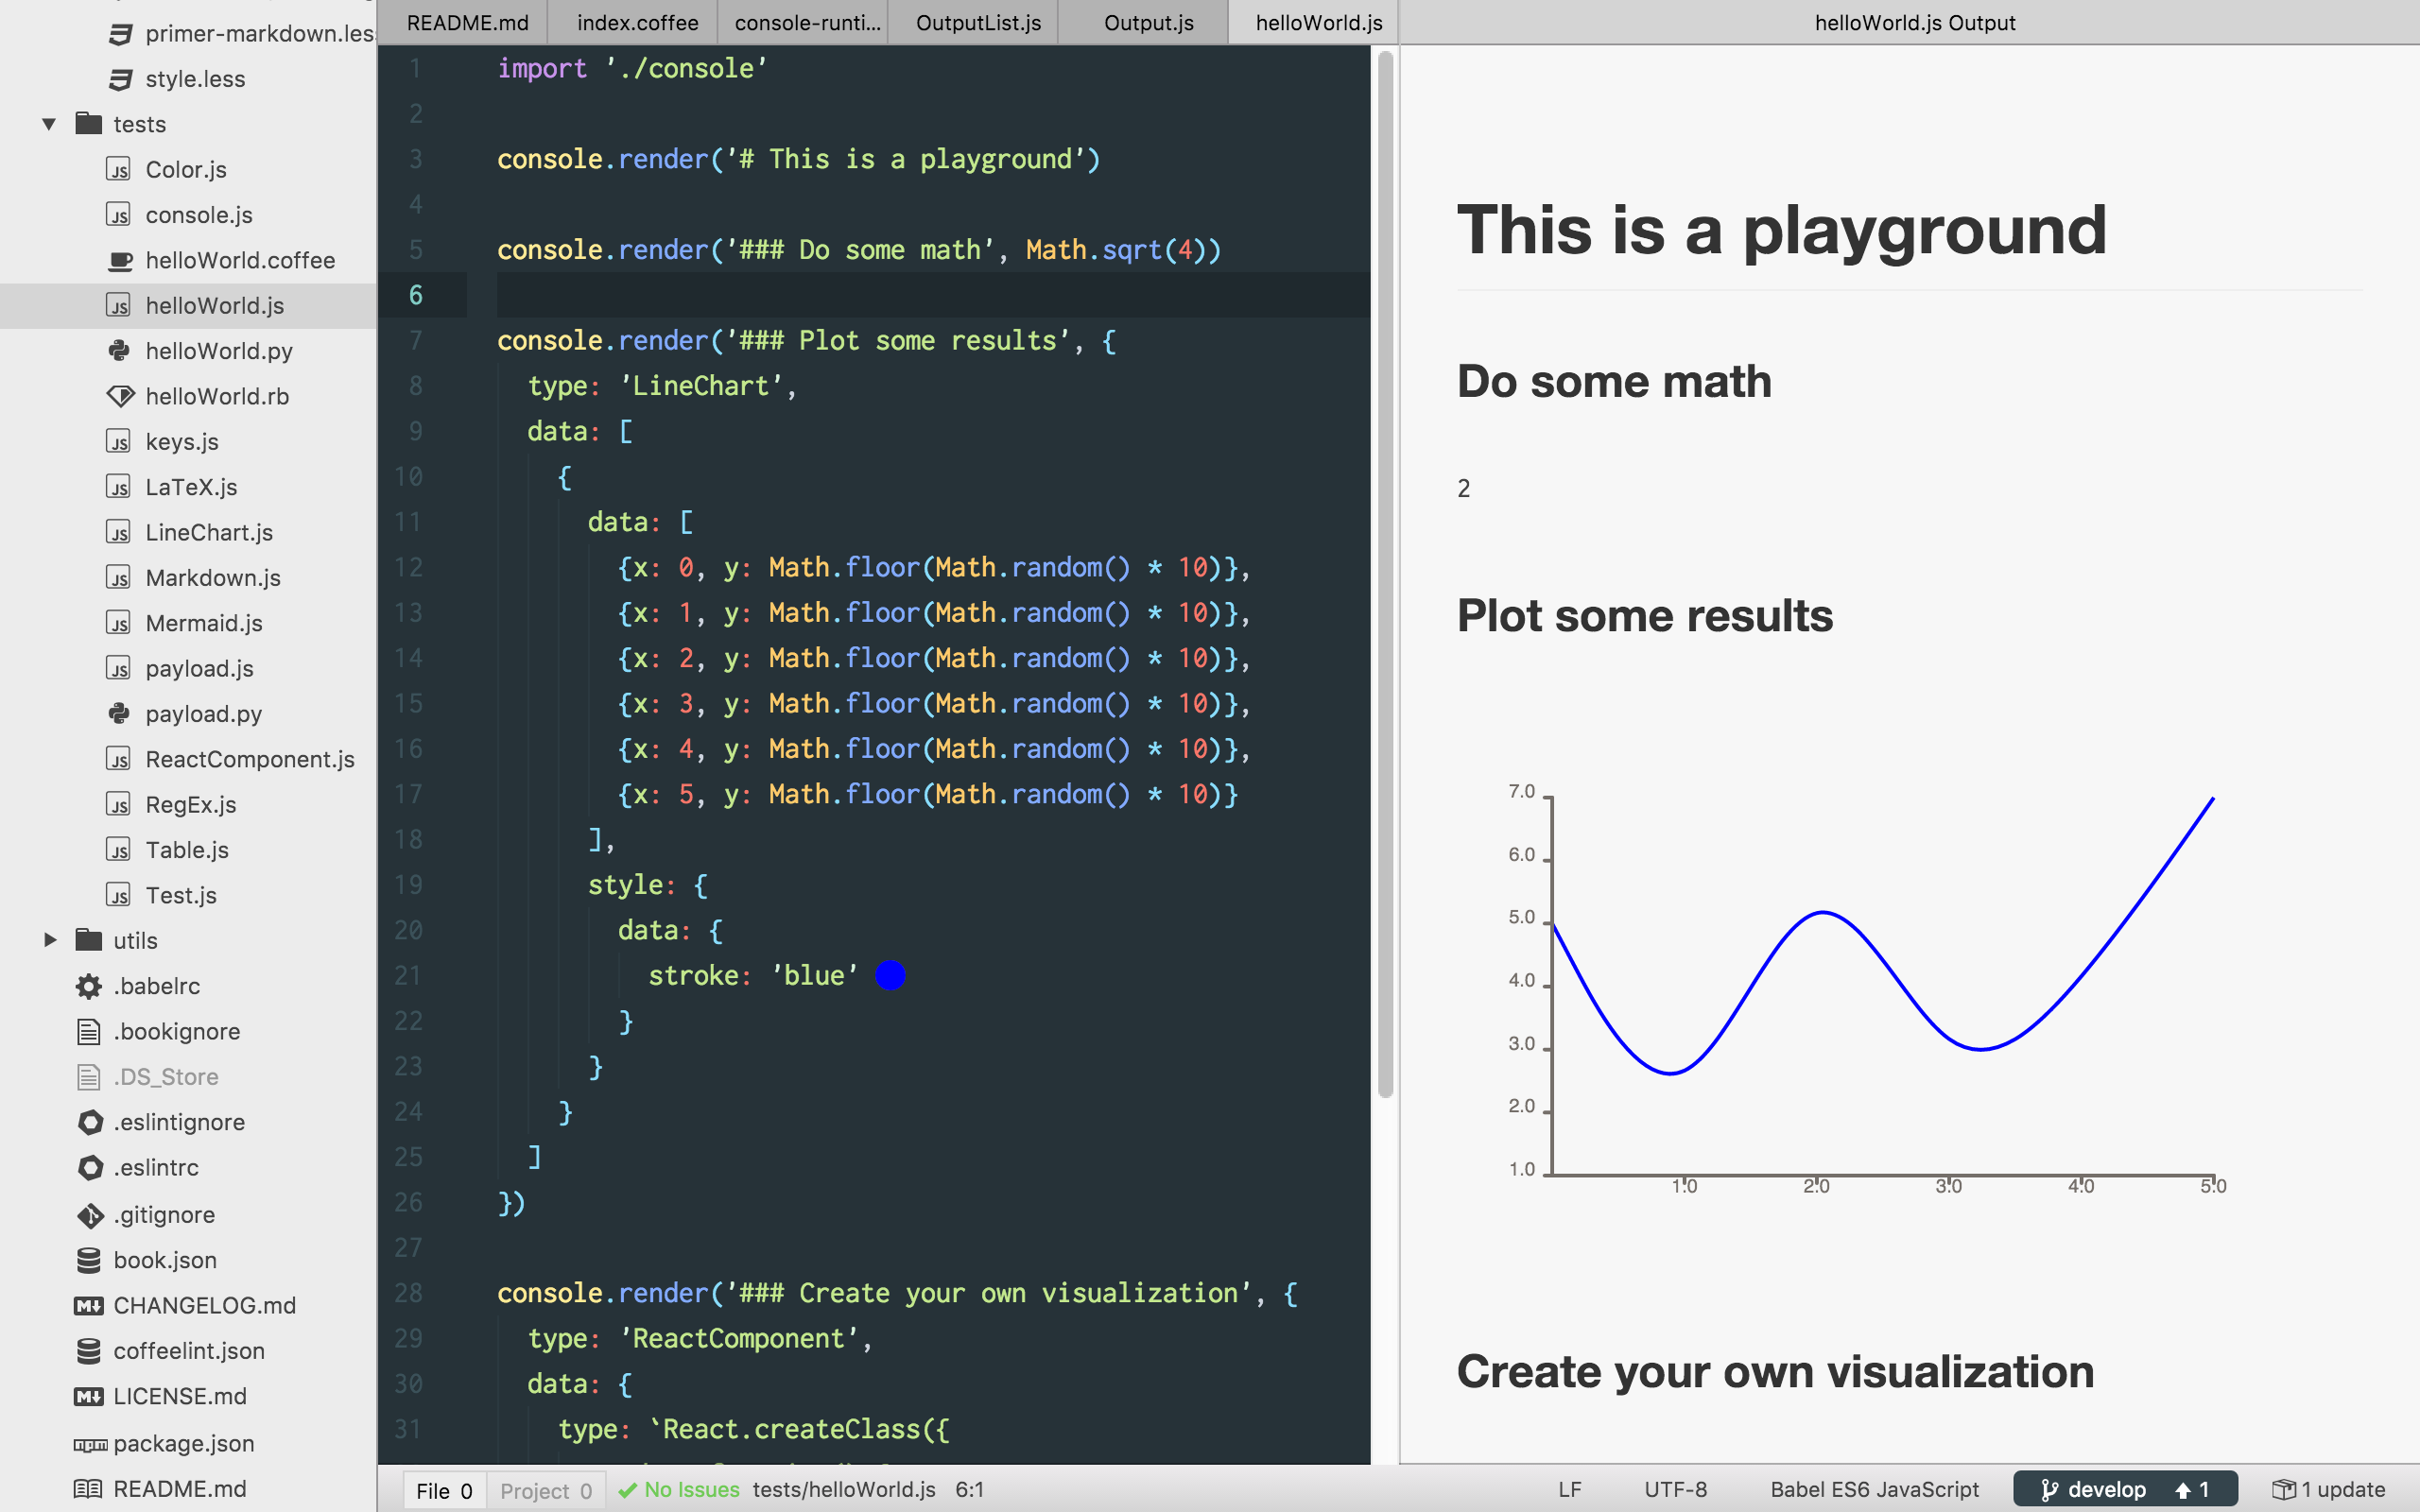 primer-markdown.les
style.less
tests
Color.js
console.js
helloWorld.coffee
helloWorld.js
helloWorld.py
helloWorld.rb
keys.js
LaTeX.js
LineChart.js
Markdown.js
Mermaid.js
payload.js
payload.py
ReactComponent.js
RegEx.js
Table.js
Test.js
utils
.babelrc
.bookignore
.DS_Store
.eslintignore
.eslintrc
.gitignore
book.json
CHANGELOG.md
coffeelint.json
LICENSE.md
package.json
README.md
README.md index.coffee console-runti... OutputList.js Output.js helloWorld.js
1 import './console'
2
3 console.render('# This is a playground')
4
5 console.render('### Do some math', Math.sqrt(4))
6
7 console.render('### Plot some results', {
8 type: 'LineChart',
9 data: [
10 {
11 data: [
12 {x: 0, y: Math.floor(Math.random() * 10)},
13 {x: 1, y: Math.floor(Math.random() * 10)},
14 {x: 2, y: Math.floor(Math.random() * 10)},
15 {x: 3, y: Math.floor(Math.random() * 10)},
16 {x: 4, y: Math.floor(Math.random() * 10)},
17 {x: 5, y: Math.floor(Math.random() * 10)}
18 ],
19 style: {
20 data: {
21 stroke: 'blue'
22 }
23 }
24 }
25 ]
26 })
27
28 console.render('### Create your own visualization', {
29 type: 'ReactComponent',
30 data: {
31 type: `React.createClass({
helloWorld.js Output
This is a playground
Do some math
2
Plot some results
7.0
6.0
5.0
4.0
3.0
2.0
1.0
1.0 2.0 3.0 4.0 5.0
Create your own visualization
File 0 Project 0 No Issues tests/helloWorld.js 6:1 LF UTF-8 Babel ES6 JavaScript develop 1 1 update